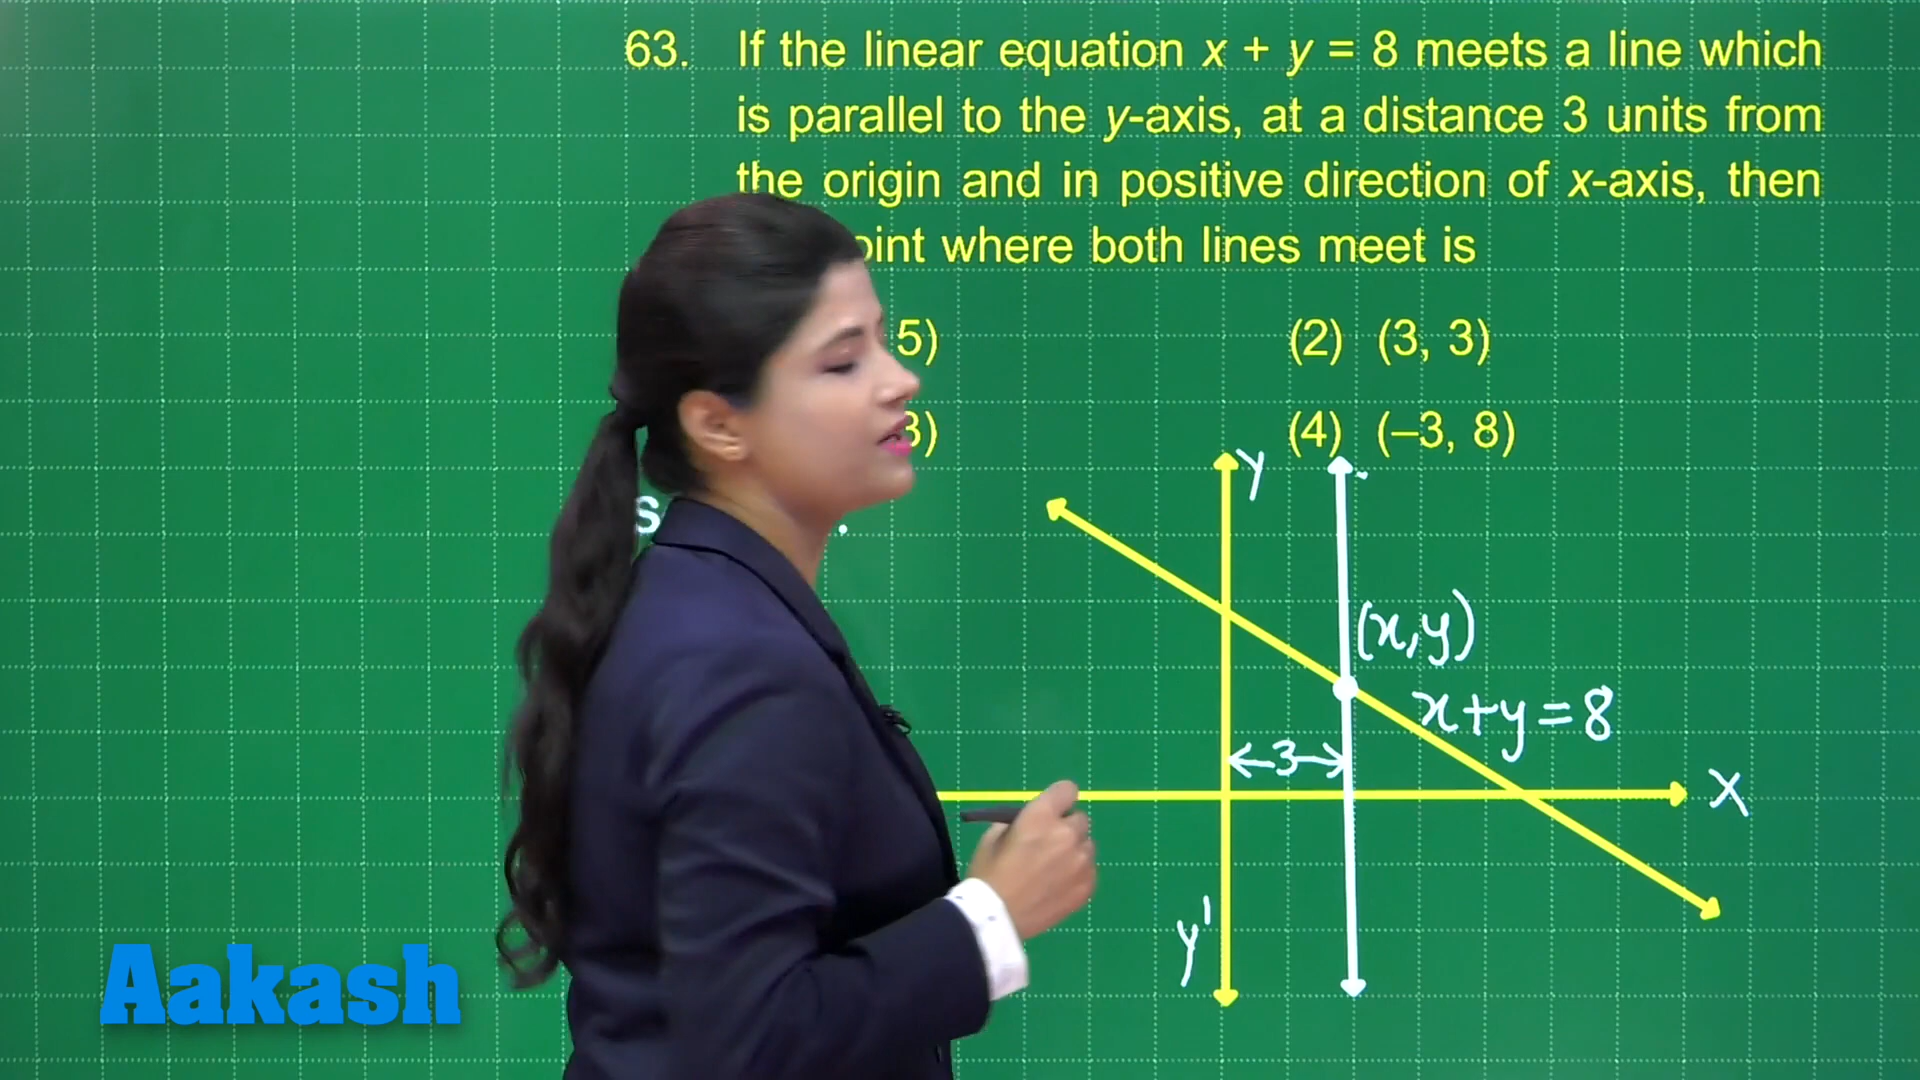 63. If the linear equation x + y = 8 meets a line which
is parallel to the y-axis, at a distance 3 units from
the origin and in positive direction of x-axis, then
where both lines meet is
5) (2) (3, 3)
3) (4) (–3, 8)
y
(x,y)
x+y=8
3
X
y'
Aakash